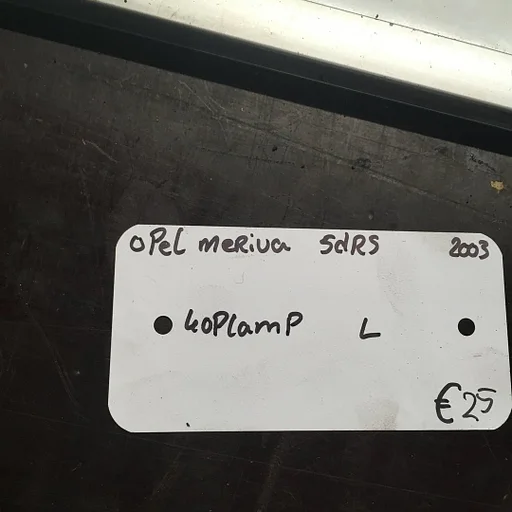 OPel meRiva 5dRS 2003
koPlamP L
€25